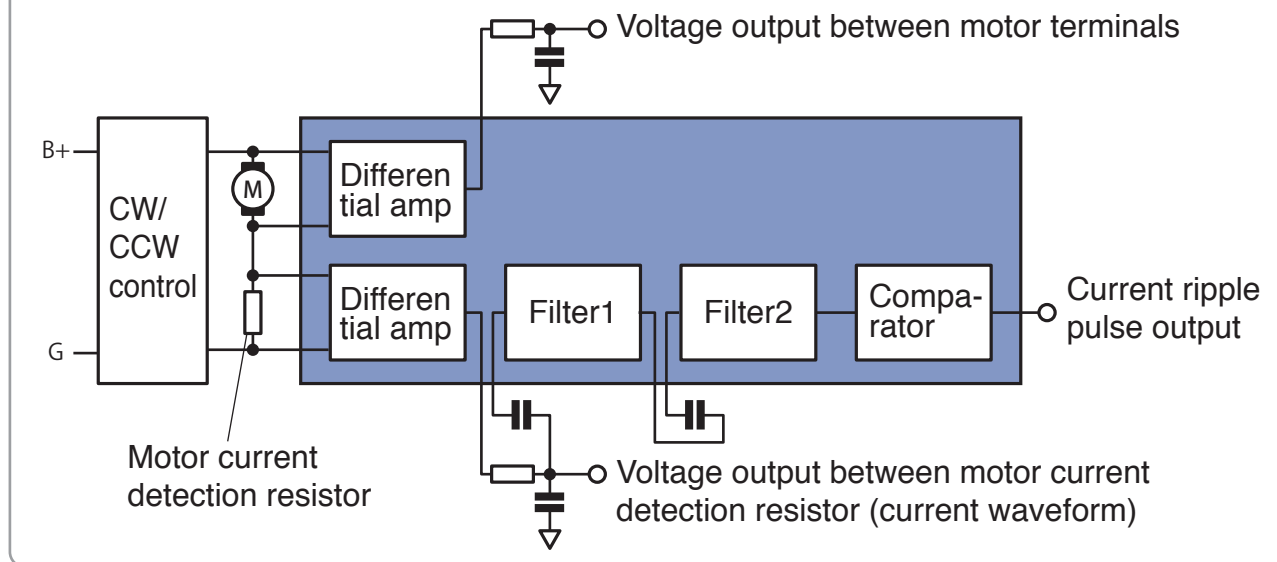 Voltage output between motor terminals
B+
M
Differen
tial amp
CW/
CCW
control
Differen
tial amp
Filter1
Filter2
Compa-
rator
Current ripple
pulse output
G
Motor current
detection resistor
Voltage output between motor current
detection resistor (current waveform)